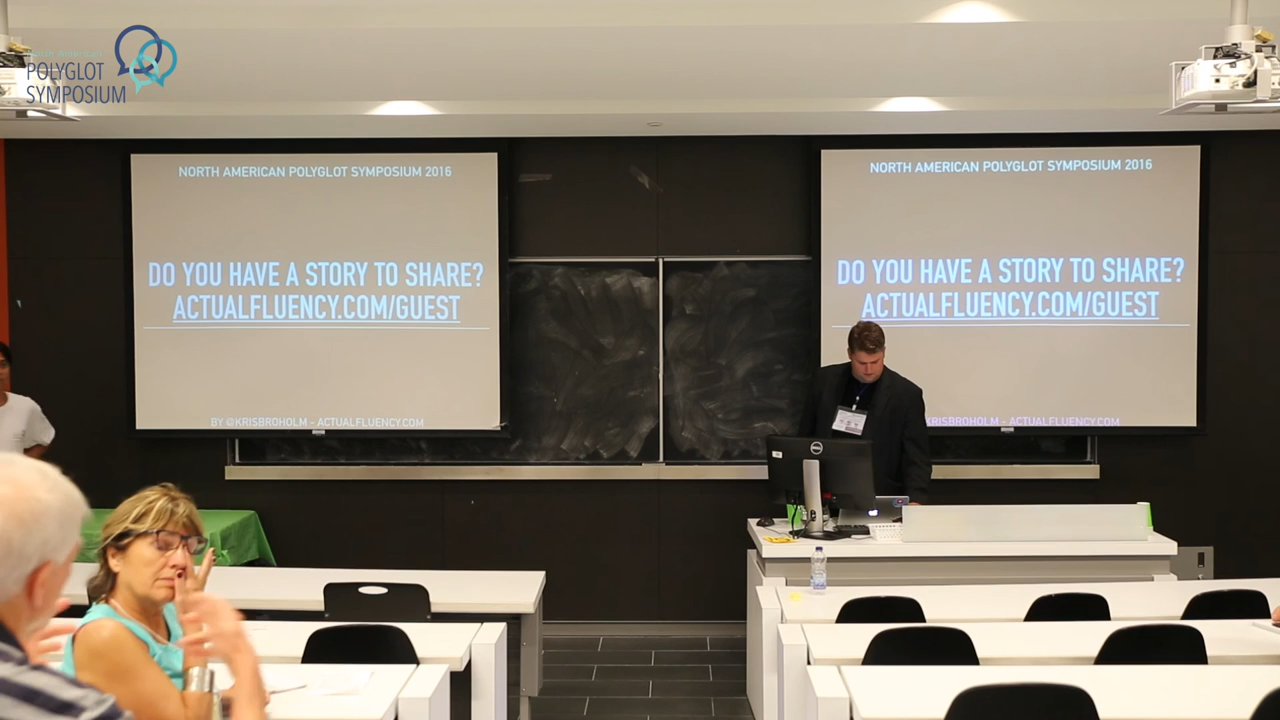 North American
POLYGLOT
SYMPOSIUM
NORTH AMERICAN POLYGLOT SYMPOSIUM 2016
DO YOU HAVE A STORY TO SHARE?
ACTUALFLUENCY.COM/GUEST
BY @KRISBROHOLM - ACTUALFLUENCY.COM
NORTH AMERICAN POLYGLOT SYMPOSIUM 2016
DO YOU HAVE A STORY TO SHARE?
ACTUALFLUENCY.COM/GUEST
KRISBROHOLM - ACTUALFLUENCY.COM
DELL